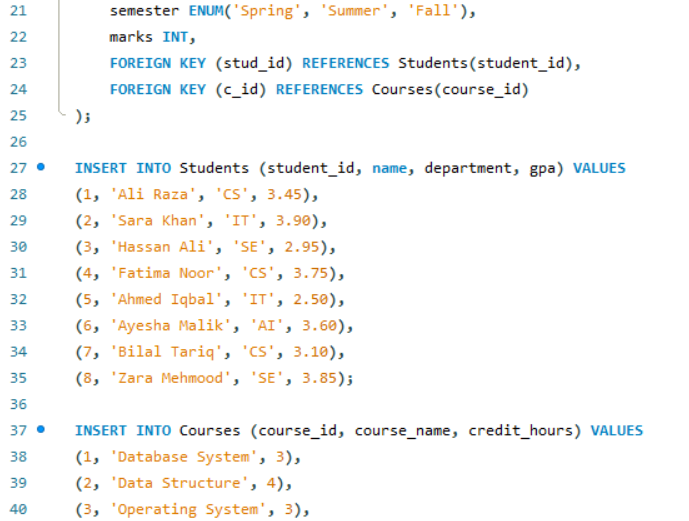 21 semester ENUM('Spring', 'Summer', 'Fall'),
22 marks INT,
23 FOREIGN KEY (stud_id) REFERENCES Students(student_id),
24 FOREIGN KEY (c_id) REFERENCES Courses(course_id)
25 );
26
27 INSERT INTO Students (student_id, name, department, gpa) VALUES
28 (1, 'Ali Raza', 'CS', 3.45),
29 (2, 'Sara Khan', 'IT', 3.90),
30 (3, 'Hassan Ali', 'SE', 2.95),
31 (4, 'Fatima Noor', 'CS', 3.75),
32 (5, 'Ahmed Iqbal', 'IT', 2.50),
33 (6, 'Ayesha Malik', 'AI', 3.60),
34 (7, 'Bilal Tariq', 'CS', 3.10),
35 (8, 'Zara Mehmood', 'SE', 3.85);
36
37 INSERT INTO Courses (course_id, course_name, credit_hours) VALUES
38 (1, 'Database System', 3),
39 (2, 'Data Structure', 4),
40 (3, 'Operating System', 3),